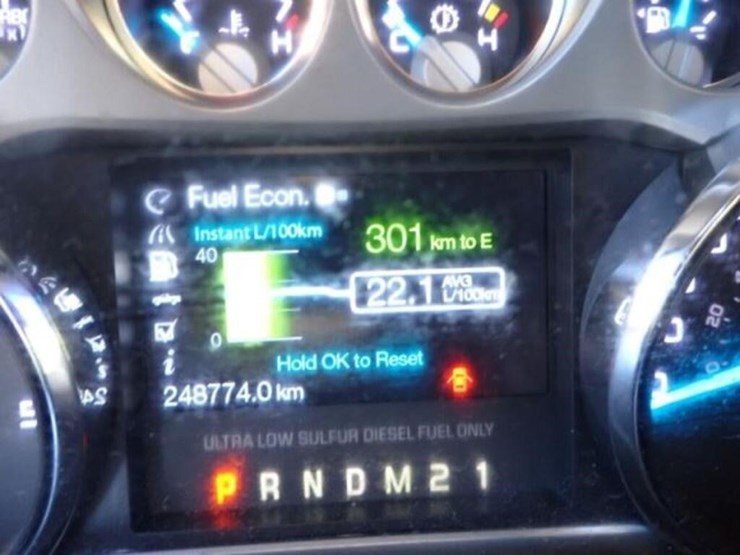 H
C
H
Fuel Econ.
Instant L/100km
301 km to E
40
22.1 AVG L/100km
0
Hold OK to Reset
i
248774.0 km
ULTRA LOW SULFUR DIESEL FUEL ONLY
P R N D M 2 1
20